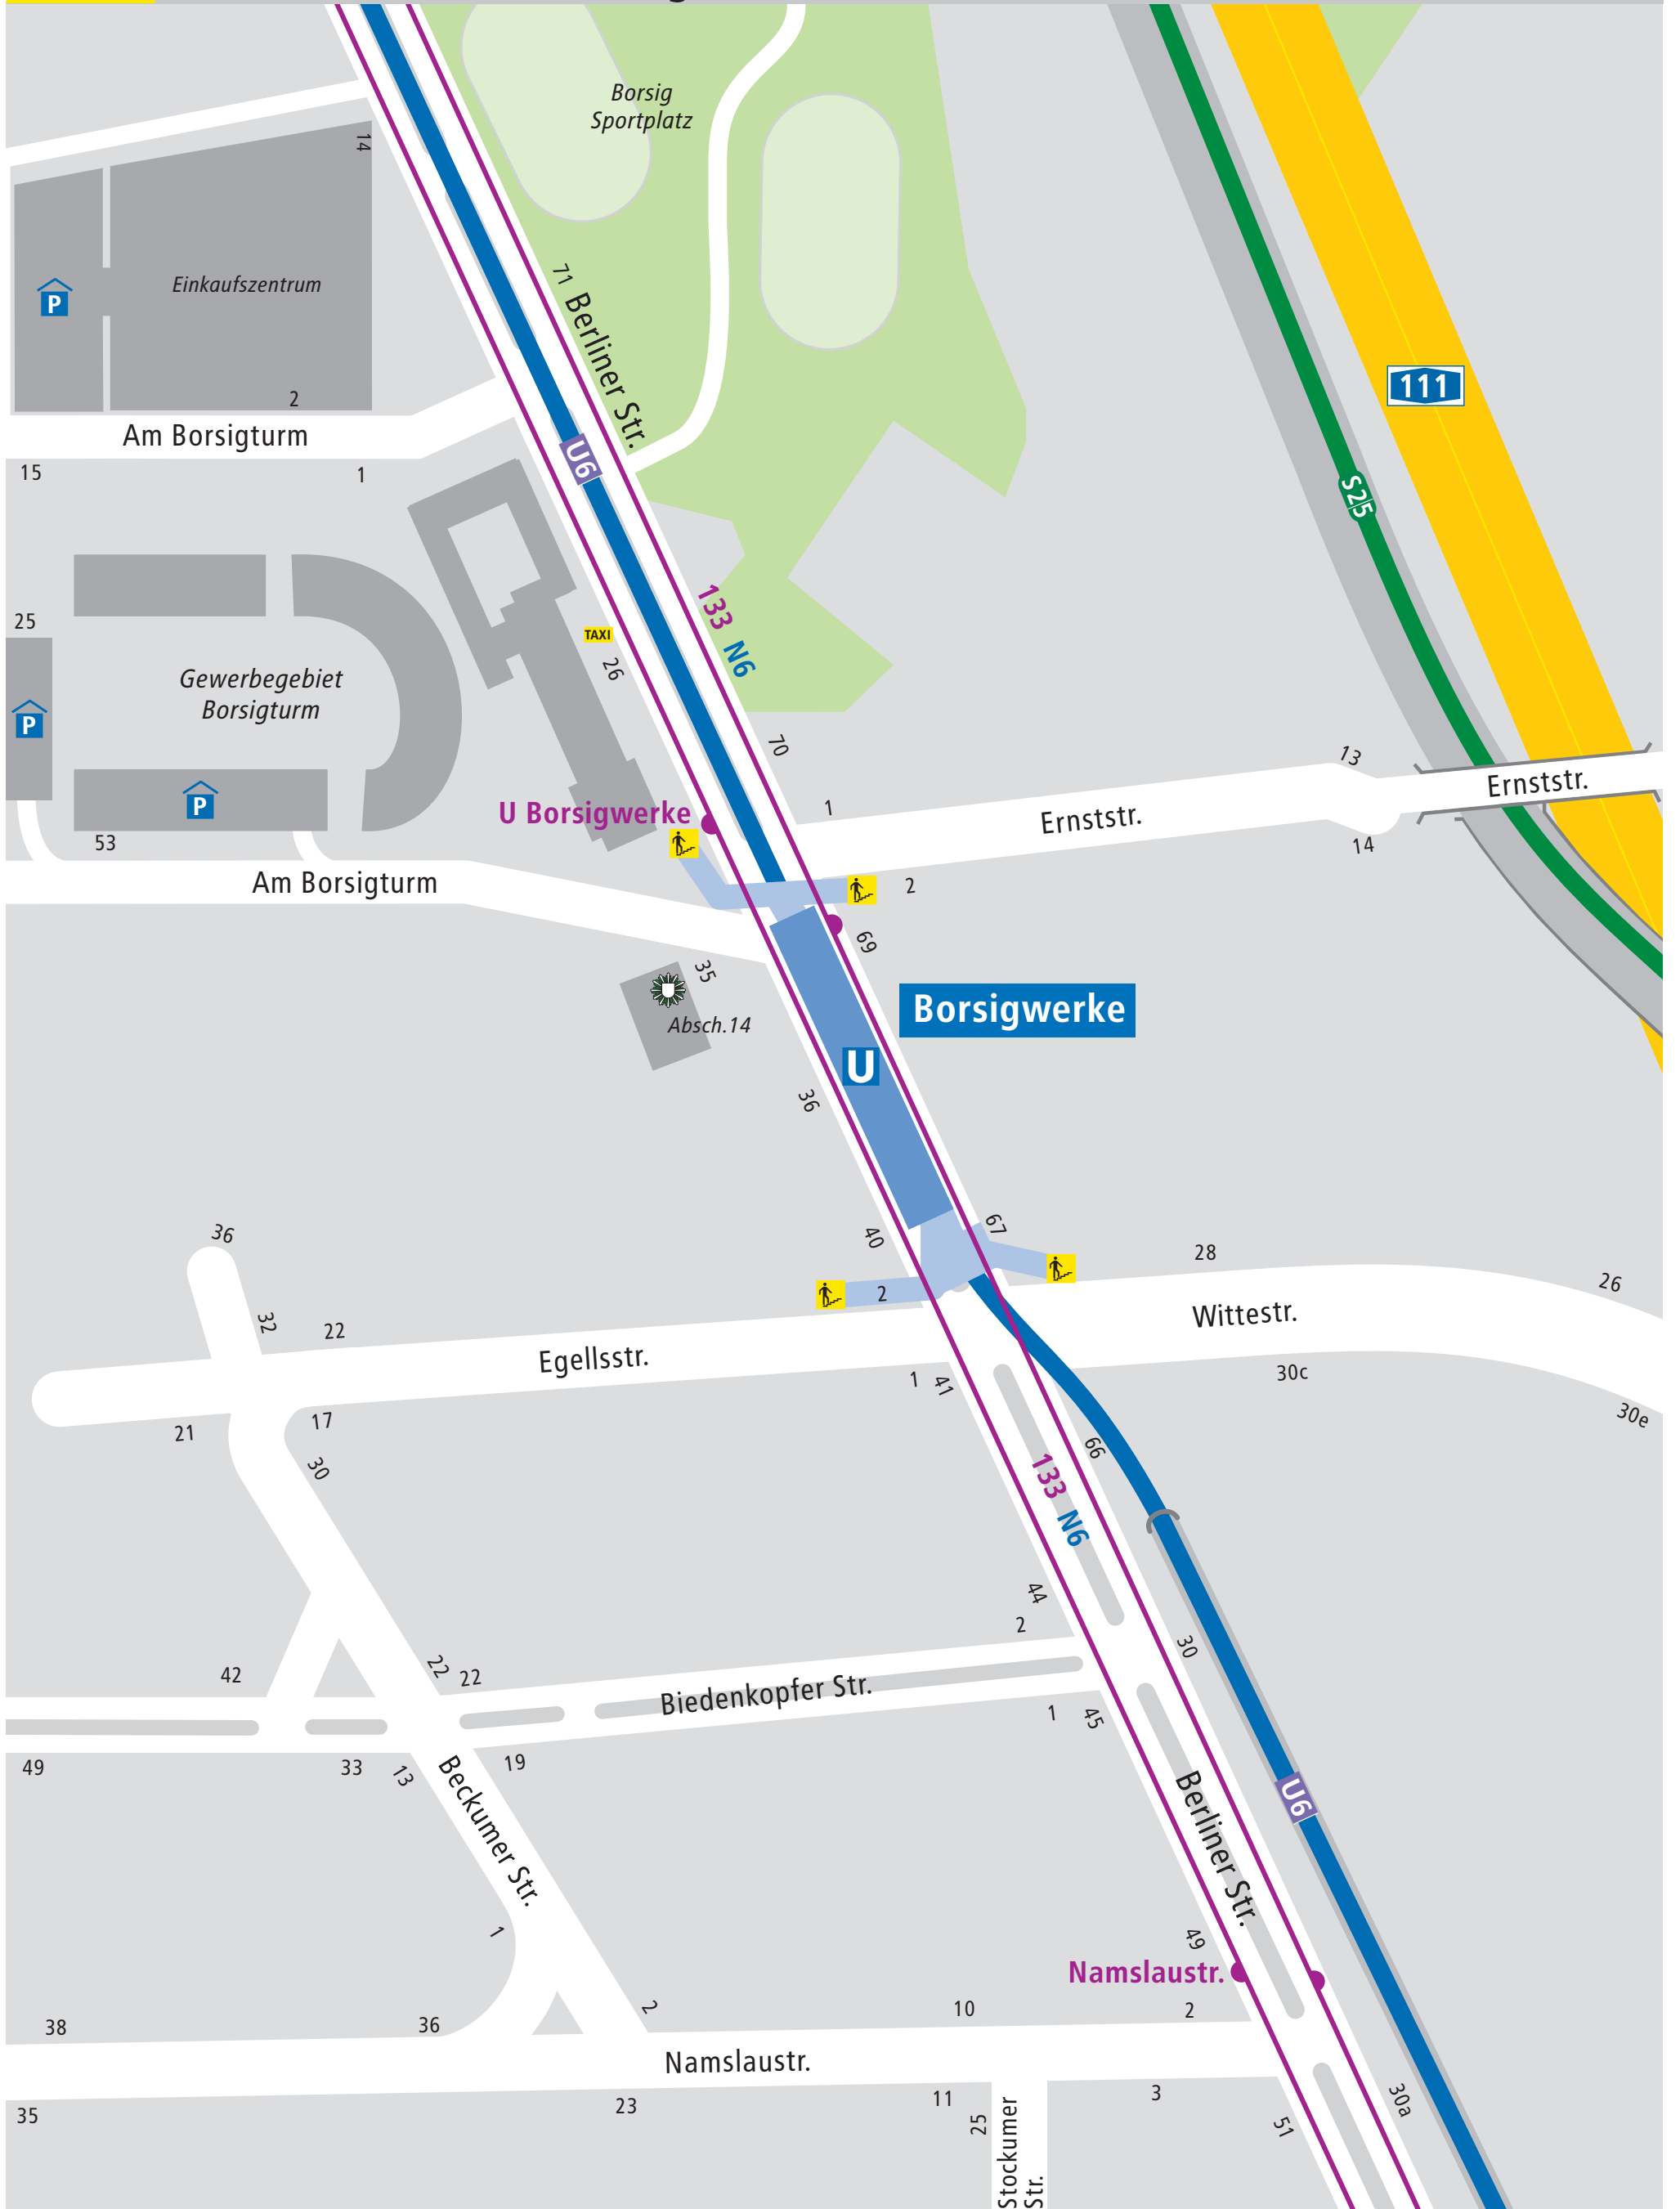 Borsig
Sportplatz
14
Einkaufszentrum
P
71 Berliner Str.
111
2
Am Borsigturm
15
1
U6
S25
25
133 N6
TAXI
26
Gewerbegebiet
Borsigturm
P
70
13
Ernststr.
P
U Borsigwerke
1
Ernststr.
14
53
Am Borsigturm
2
69
35
Absch.14
Borsigwerke
U
36
36
40
67
28
26
2
32
22
Wittestr.
Egellsstr.
1
41
30c
30e
21
17
30
66
133 N6
44
2
30
42
22
22
Biedenkopfer Str.
1
45
49
33
13
19
Beckumer Str.
Berliner Str.
U6
1
49
Namslaustr.
2
10
2
38
36
Namslaustr.
35
23
11
25
Stockumer
Str.
3
51
30a